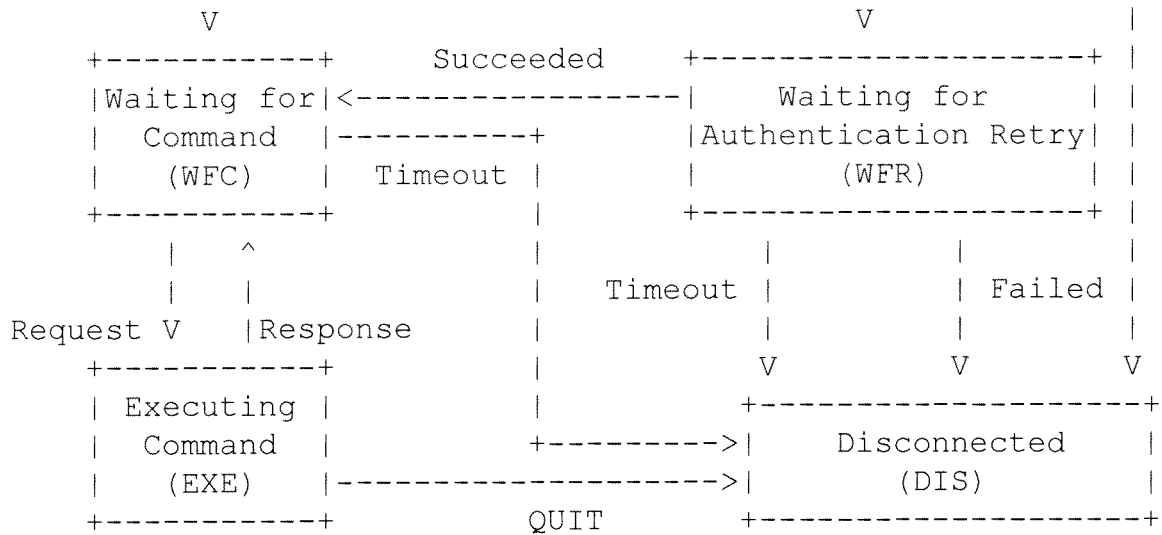 V V |
+-----------+ Succeeded +--------------------+ |
|Waiting for|<-----------------| Waiting for | |
| Command |-----------+ |Authentication Retry| |
| (WFC) | Timeout | | (WFR) | |
+-----------+ | +--------------------+ |
| ^ | | | |
| | | Timeout | | Failed |
Request V |Response | | | |
+-----------+ | V V V
| Executing | | +--------------------+
| Command | +--------->| Disconnected |
| (EXE) |--------------------->| (DIS) |
+-----------+ QUIT +--------------------+